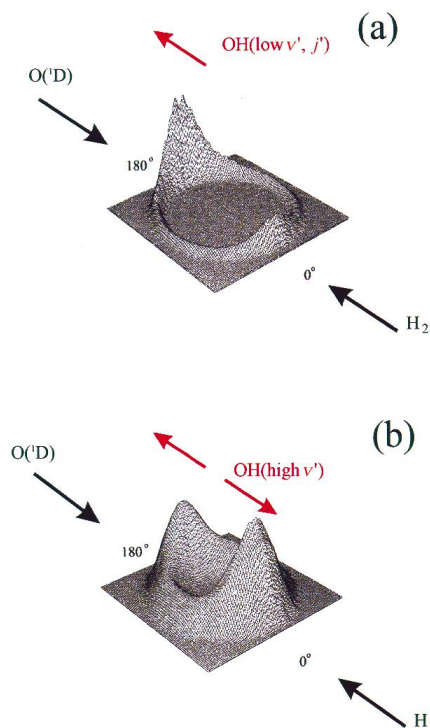 (a)
OH(low v', j')
O(¹D)
180°
0°
H₂
(b)
O(¹D)
OH(high v')
180°
0°
H